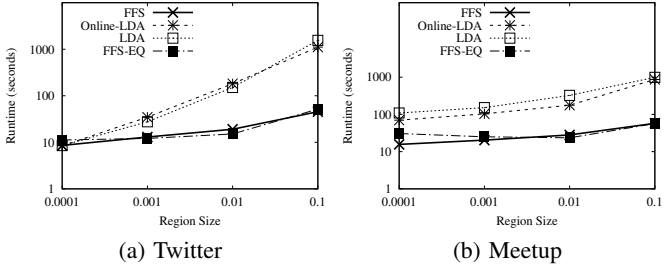 FFS
Online-LDA
LDA
FFS-EQ
Runtime (seconds)
1000
100
10
1
0.0001 0.001 0.01 0.1
Region Size
(a) Twitter
FFS
Online-LDA
LDA
FFS-EQ
Runtime (seconds)
1000
100
10
1
0.0001 0.001 0.01 0.1
Region Size
(b) Meetup